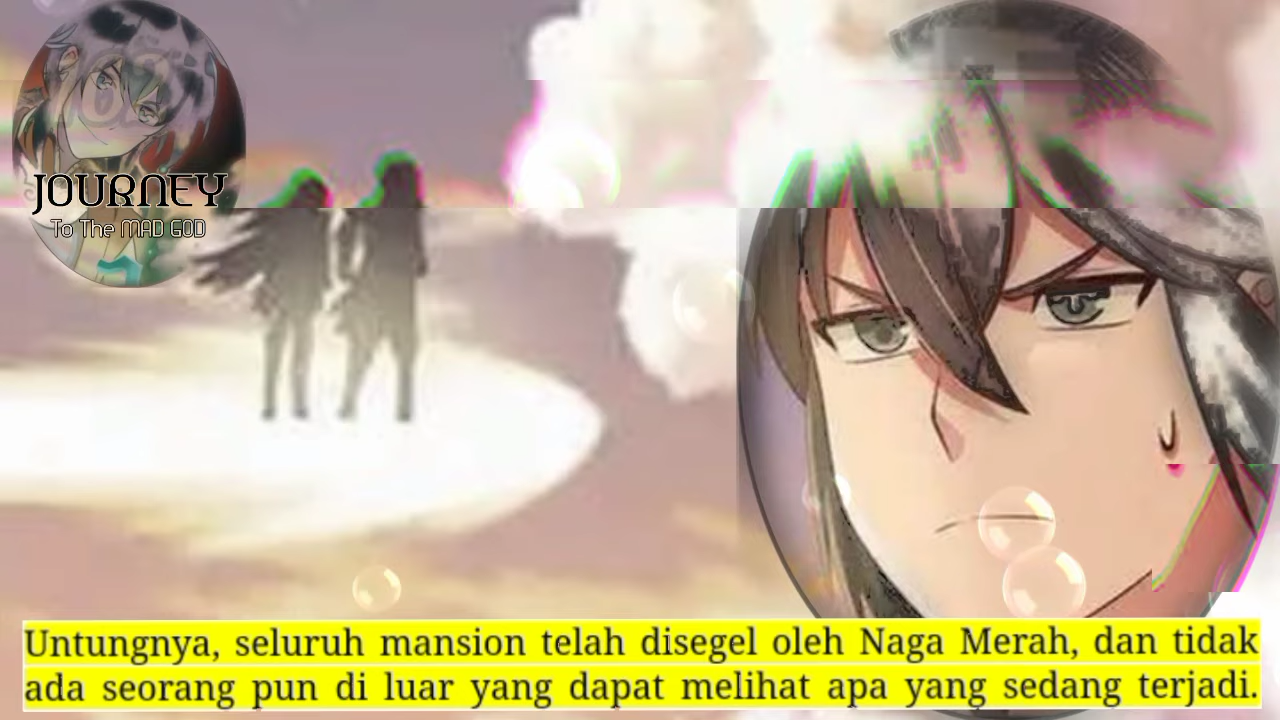 JOURNEY
To The MAD GOD
Untungnya, seluruh mansion telah disegel oleh Naga Merah, dan tidak
ada seorang pun di luar yang dapat melihat apa yang sedang terjadi.